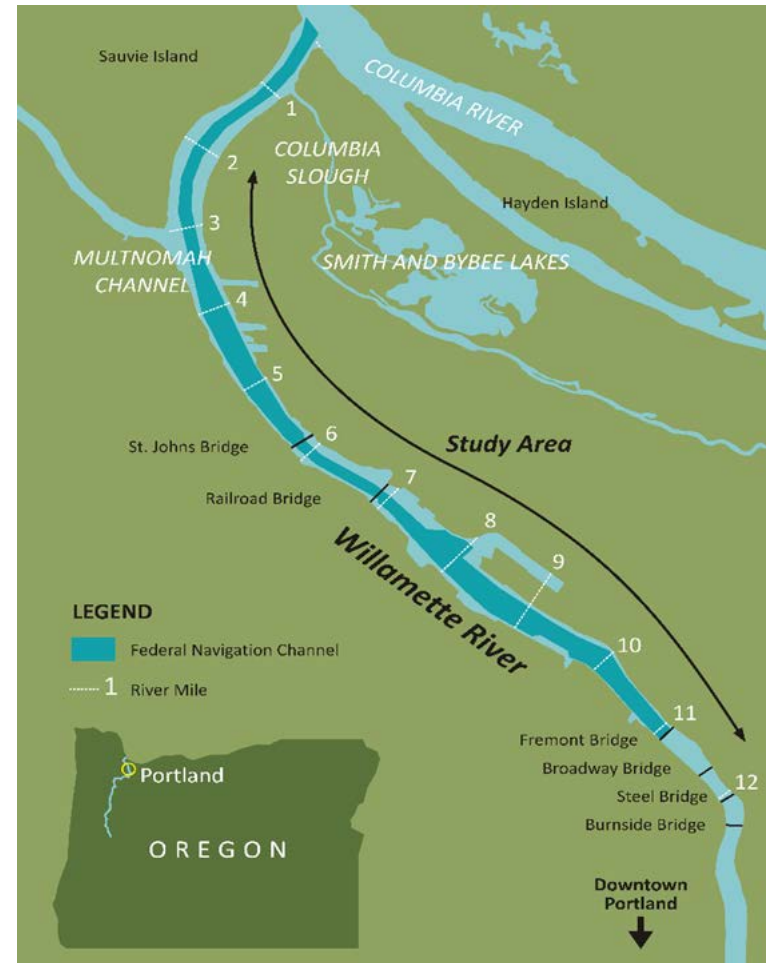 Sauvie Island
COLUMBIA RIVER
1
2
COLUMBIA
SLOUGH
Hayden Island
3
MULTNOMAH
CHANNEL
SMITH AND BYBEE LAKES
4
5
St. Johns Bridge
6
Study Area
Railroad Bridge
7
8
Willamette River
9
LEGEND
Federal Navigation Channel
1 River Mile
10
11
Fremont Bridge
Broadway Bridge
12
Steel Bridge
Burnside Bridge
Portland
OREGON
Downtown
Portland